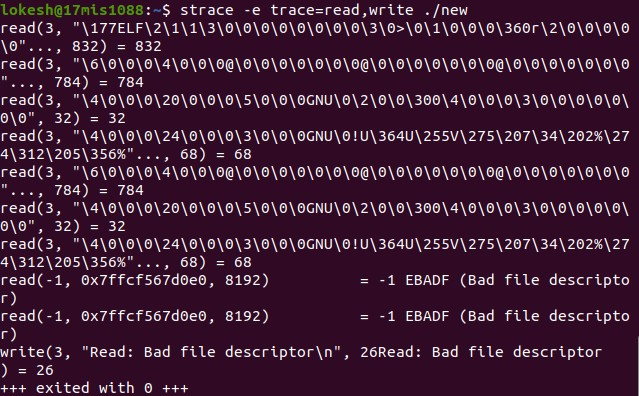 lokesh@17mis1088:~$ strace -e trace=read,write ./new
read(3, "\177ELF\2\1\1\3\0\0\0\0\0\0\0\0\3\0>\0\1\0\0\0\360r\2\0\0\0\0
\0"..., 832) = 832
read(3, "\6\0\0\0\4\0\0\0@\0\0\0\0\0\0\0@\0\0\0\0\0\0\0@\0\0\0\0\0\0\0
"..., 784) = 784
read(3, "\4\0\0\0\20\0\0\0\5\0\0\0GNU\0\2\0\0\300\4\0\0\0\3\0\0\0\0\0\
0\0", 32) = 32
read(3, "\4\0\0\0\24\0\0\0\3\0\0\0GNU\0!U\364U\255V\275\207\34\202%\27
4\312\205\356%"..., 68) = 68
read(3, "\6\0\0\0\4\0\0\0@\0\0\0\0\0\0\0@\0\0\0\0\0\0\0@\0\0\0\0\0\0\0
"..., 784) = 784
read(3, "\4\0\0\0\20\0\0\0\5\0\0\0GNU\0\2\0\0\300\4\0\0\0\3\0\0\0\0\0\
0\0", 32) = 32
read(3, "\4\0\0\0\24\0\0\0\3\0\0\0GNU\0!U\364U\255V\275\207\34\202%\27
4\312\205\356%"..., 68) = 68
read(-1, 0x7ffcf567d0e0, 8192)          = -1 EBADF (Bad file descripto
r)
read(-1, 0x7ffcf567d0e0, 8192)          = -1 EBADF (Bad file descripto
r)
write(3, "Read: Bad file descriptor\n", 26Read: Bad file descriptor
) = 26
+++ exited with 0 +++